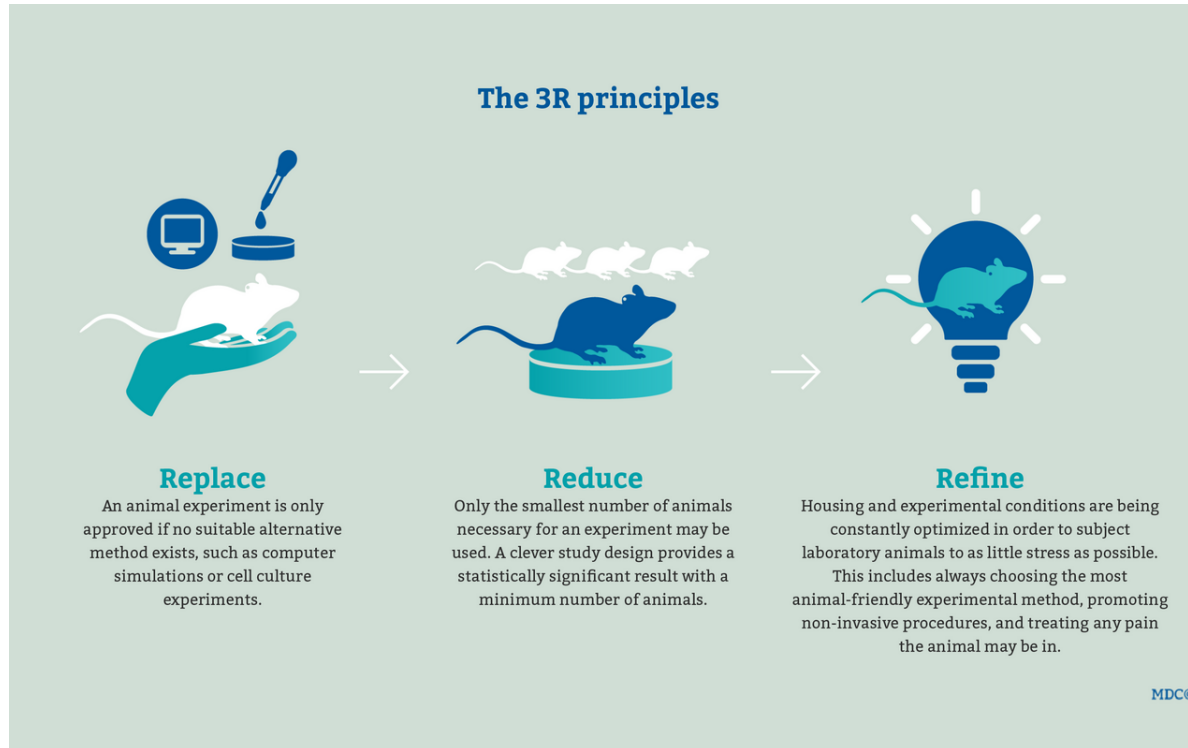 The 3R principles
Replace
An animal experiment is only
approved if no suitable alternative
method exists, such as computer
simulations or cell culture
experiments.
Reduce
Only the smallest number of animals
necessary for an experiment may be
used. A clever study design provides a
statistically significant result with a
minimum number of animals.
Refine
Housing and experimental conditions are being
constantly optimized in order to subject
laboratory animals to as little stress as possible.
This includes always choosing the most
animal-friendly experimental method, promoting
non-invasive procedures, and treating any pain
the animal may be in.
MDC